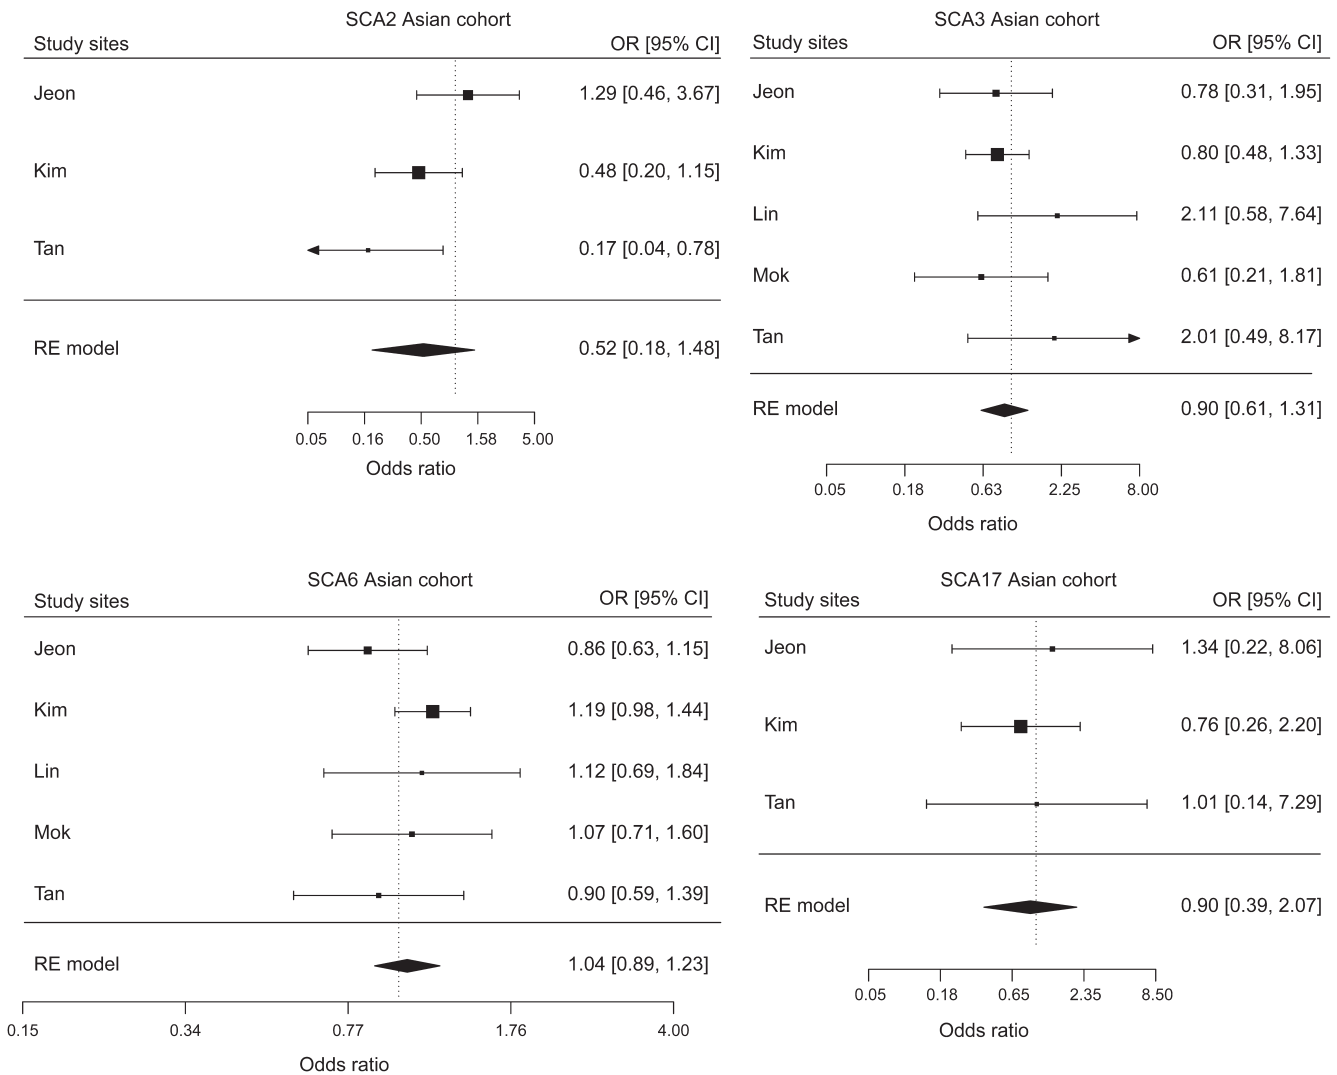 SCA2 Asian cohort
Study sites OR [95% CI]
Jeon 1.29 [0.46, 3.67]
Kim 0.48 [0.20, 1.15]
Tan 0.17 [0.04, 0.78]
RE model 0.52 [0.18, 1.48]
0.05 0.16 0.50 1.58 5.00
Odds ratio
SCA3 Asian cohort
Study sites OR [95% CI]
Jeon 0.78 [0.31, 1.95]
Kim 0.80 [0.48, 1.33]
Lin 2.11 [0.58, 7.64]
Mok 0.61 [0.21, 1.81]
Tan 2.01 [0.49, 8.17]
RE model 0.90 [0.61, 1.31]
0.05 0.18 0.63 2.25 8.00
Odds ratio
SCA6 Asian cohort
Study sites OR [95% CI]
Jeon 0.86 [0.63, 1.15]
Kim 1.19 [0.98, 1.44]
Lin 1.12 [0.69, 1.84]
Mok 1.07 [0.71, 1.60]
Tan 0.90 [0.59, 1.39]
RE model 1.04 [0.89, 1.23]
0.15 0.34 0.77 1.76 4.00
Odds ratio
SCA17 Asian cohort
Study sites OR [95% CI]
Jeon 1.34 [0.22, 8.06]
Kim 0.76 [0.26, 2.20]
Tan 1.01 [0.14, 7.29]
RE model 0.90 [0.39, 2.07]
0.05 0.18 0.65 2.35 8.50
Odds ratio